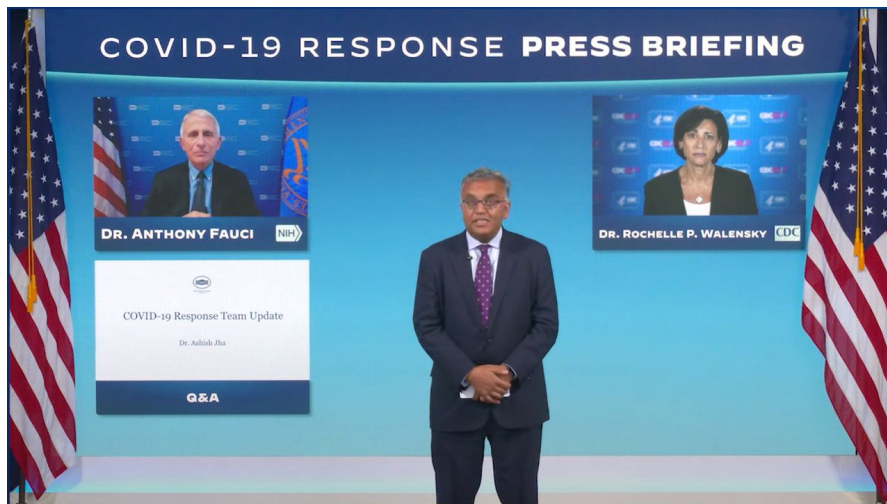 COVID-19 RESPONSE PRESS BRIEFING
DR. ANTHONY FAUCI NIH
DR. ROCHELLE P. WALENSKY CDC
COVID-19 Response Team Update
Dr. Ashish Jha
Q&A